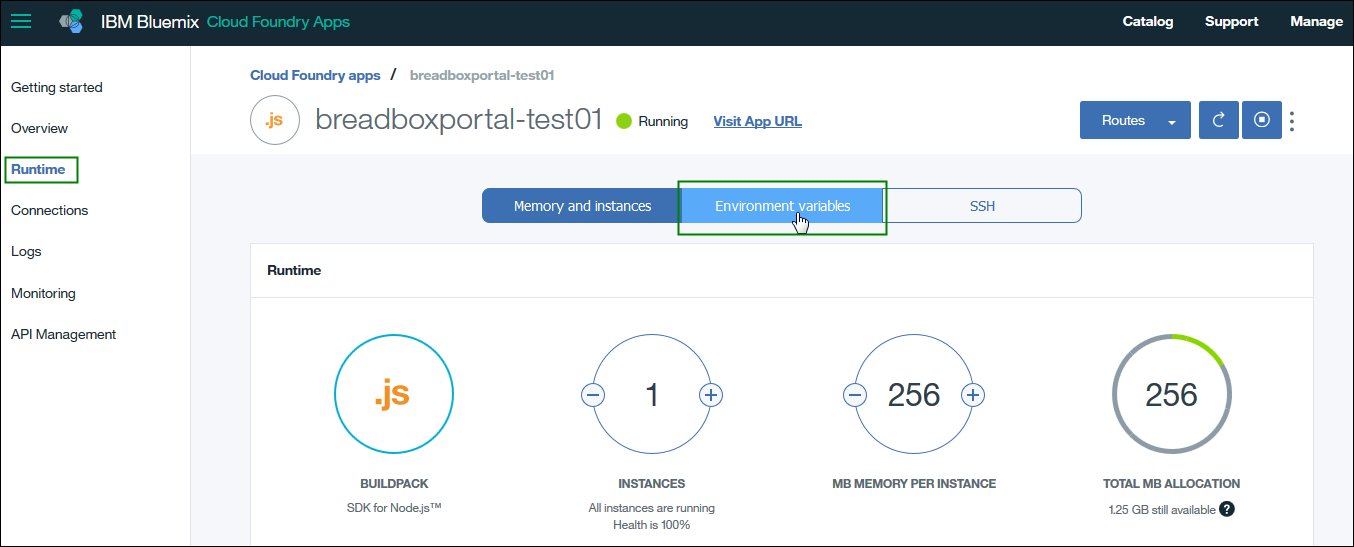 IBM Bluemix Cloud Foundry Apps
Catalog Support Manage
Getting started
Overview
Runtime
Connections
Logs
Monitoring
API Management
Cloud Foundry apps / breadboxportal-test01
.js breadboxportal-test01 Running Visit App URL
Routes
Memory and instances Environment variables SSH
Runtime
.js 1 256 256
BUILDPACK INSTANCES MB MEMORY PER INSTANCE TOTAL MB ALLOCATION
SDK for Node.js™ All instances are running 1.25 GB still available ?
Health is 100%